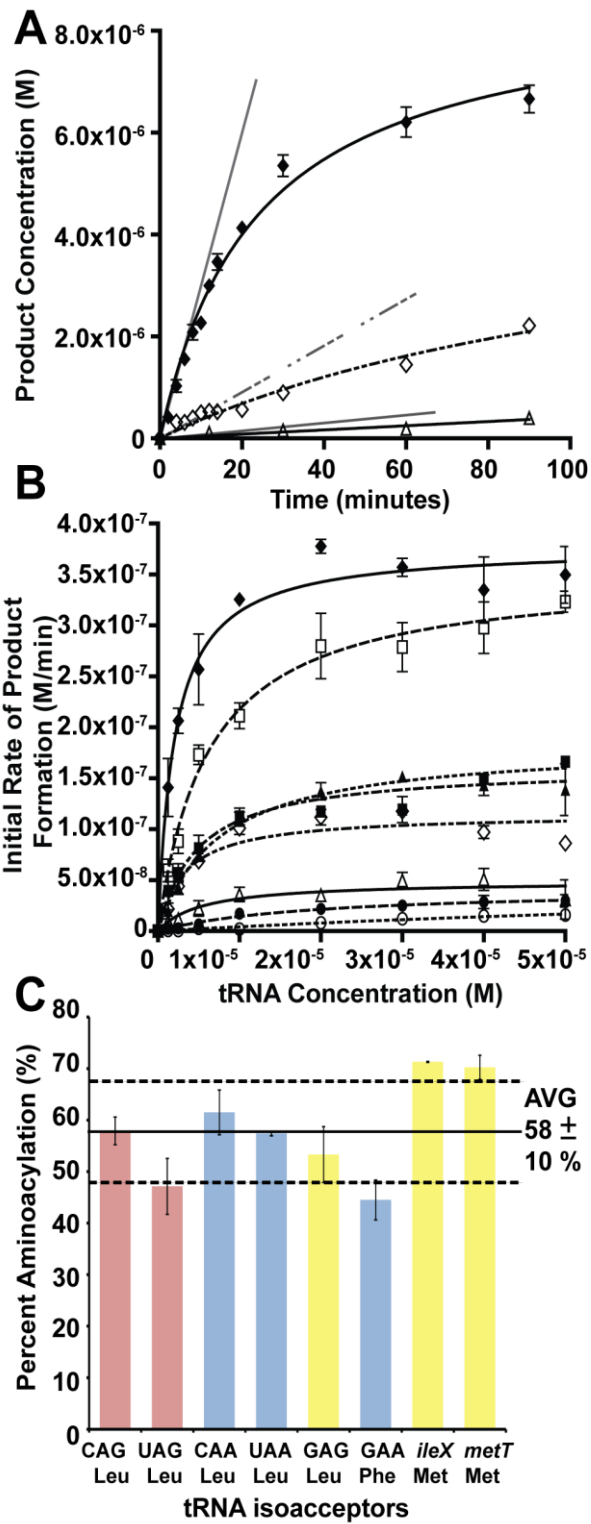 A
8.0x10⁻⁶
6.0x10⁻⁶
4.0x10⁻⁶
2.0x10⁻⁶
0
Product Concentration (M)
0 20 40 60 80 100
Time (minutes)
B
4.0x10⁻⁷
3.5x10⁻⁷
3.0x10⁻⁷
2.5x10⁻⁷
2.0x10⁻⁷
1.5x10⁻⁷
1.0x10⁻⁷
5.0x10⁻⁸
0
Initial Rate of Product
Formation (M/min)
0 1x10⁻⁵ 2x10⁻⁵ 3x10⁻⁵ 4x10⁻⁵ 5x10⁻⁵
tRNA Concentration (M)
C
80
70
60
50
40
30
20
10
0
Percent Aminoacylation (%)
AVG
58 ±
10 %
CAG UAG CAA UAA GAG GAA ileX metT
Leu Leu Leu Leu Leu Phe Met Met
tRNA isoacceptors